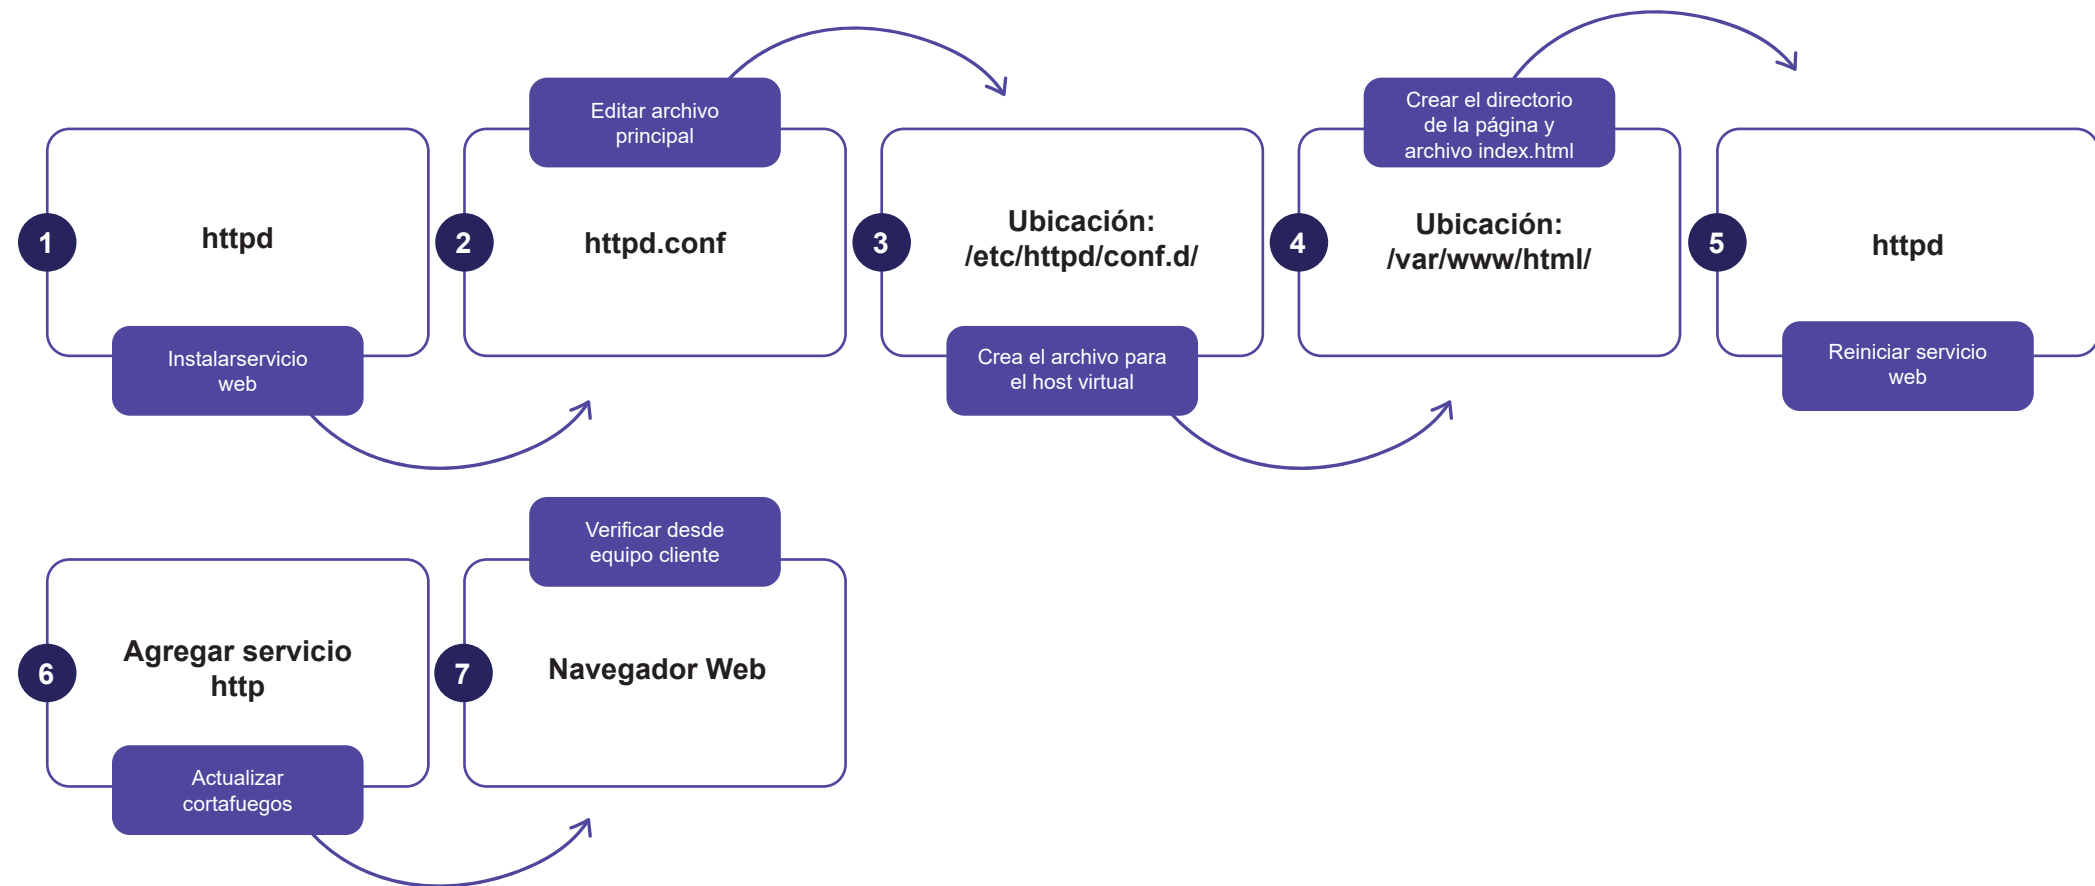 1
httpd
Instalarservicio
web
2
Editar archivo
principal
httpd.conf
3
Ubicación:
/etc/httpd/conf.d/
Crea el archivo para
el host virtual
4
Crear el directorio
de la página y
archivo index.html
Ubicación:
/var/www/html/
5
httpd
Reiniciar servicio
web
6
Agregar servicio
http
Actualizar
cortafuegos
7
Verificar desde
equipo cliente
Navegador Web